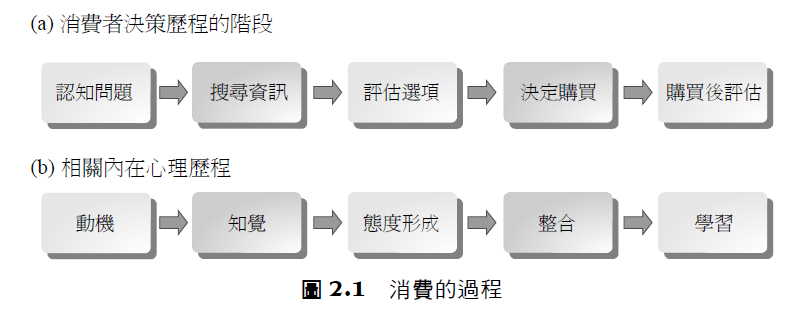 (a) 消費者決策歷程的階段
認知問題 搜尋資訊 評估選項 決定購買 購買後評估
(b) 相關內在心理歷程
動機 知覺 態度形成 整合 學習
圖 2.1 消費的過程